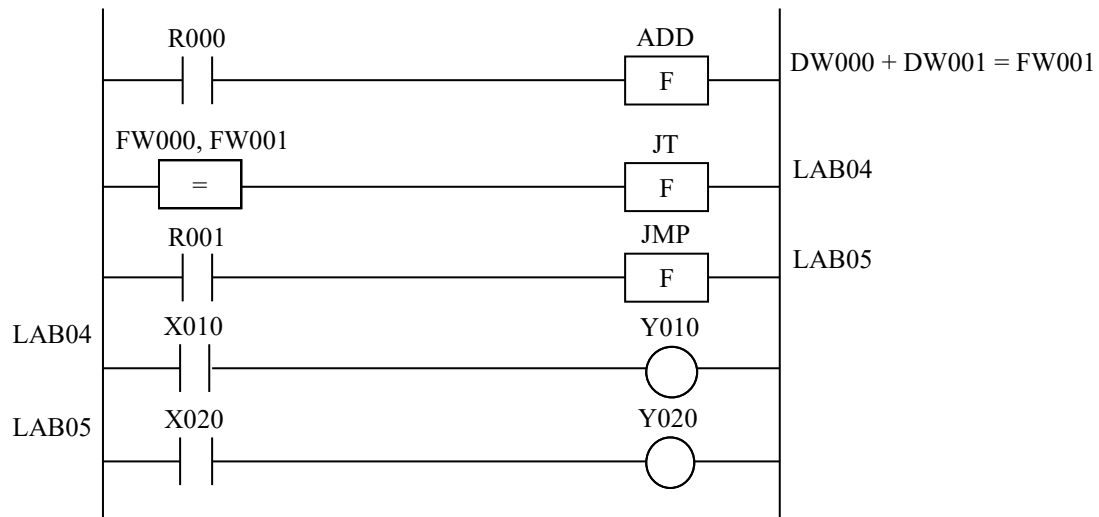 R000 ADD
F DW000 + DW001 = FW001
FW000, FW001 JT
= F LAB04
R001 JMP
F LAB05
LAB04 X010 Y010
LAB05 X020 Y020